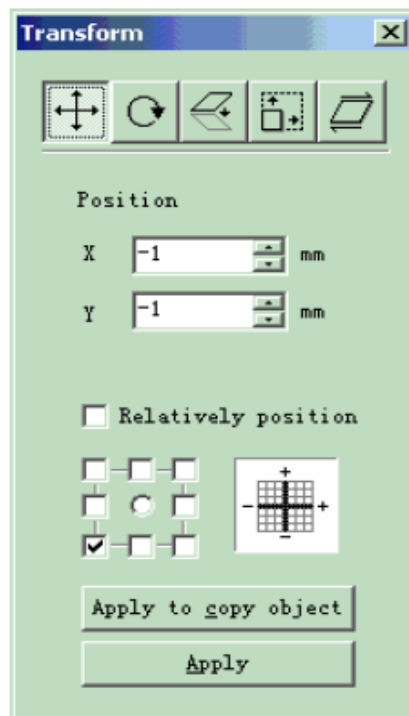 Transform
Position
X -1 mm
Y -1 mm
Relatively position
+
- +
-
Apply to copy object
Apply